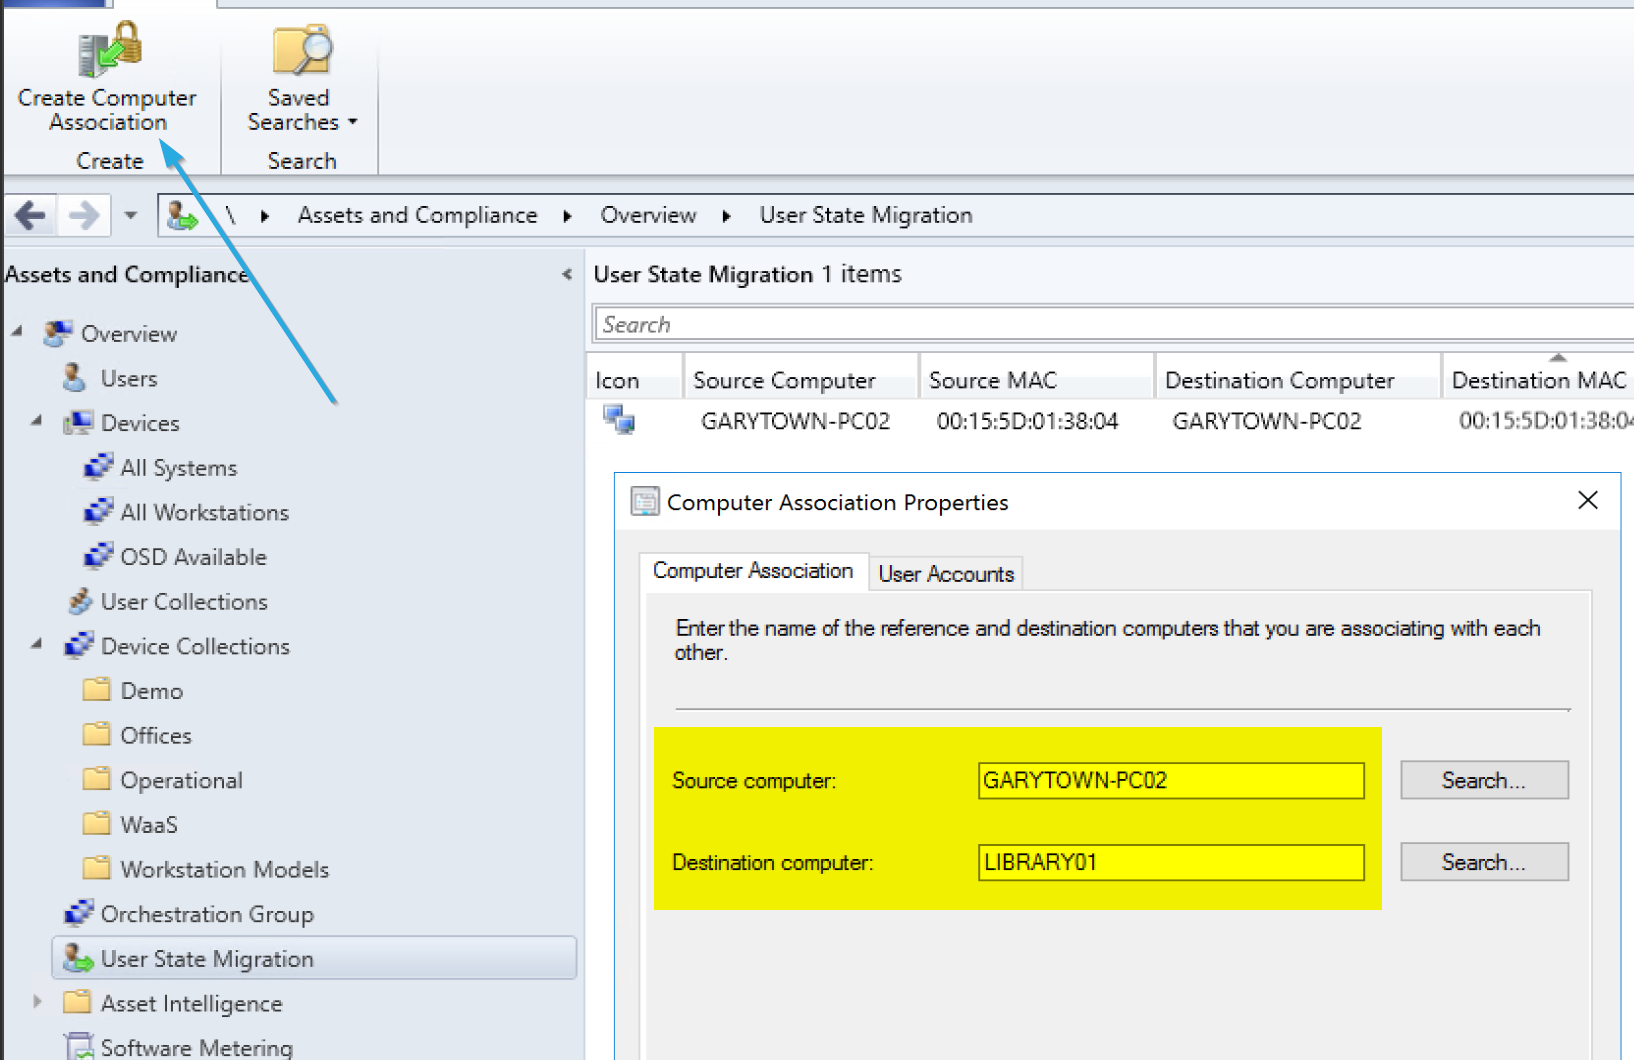 Create Computer
Association
Create
Saved
Searches
Search
\ Assets and Compliance Overview User State Migration
Assets and Compliance
Overview
Users
Devices
All Systems
All Workstations
OSD Available
User Collections
Device Collections
Demo
Offices
Operational
WaaS
Workstation Models
Orchestration Group
User State Migration
Asset Intelligence
Software Metering
User State Migration 1 items
Search
Icon Source Computer Source MAC Destination Computer Destination MAC
GARYTOWN-PC02 00:15:5D:01:38:04 GARYTOWN-PC02 00:15:5D:01:38:04
Computer Association Properties
Computer Association User Accounts
Enter the name of the reference and destination computers that you are associating with each
other.
Source computer: GARYTOWN-PC02 Search...
Destination computer: LIBRARY01 Search...